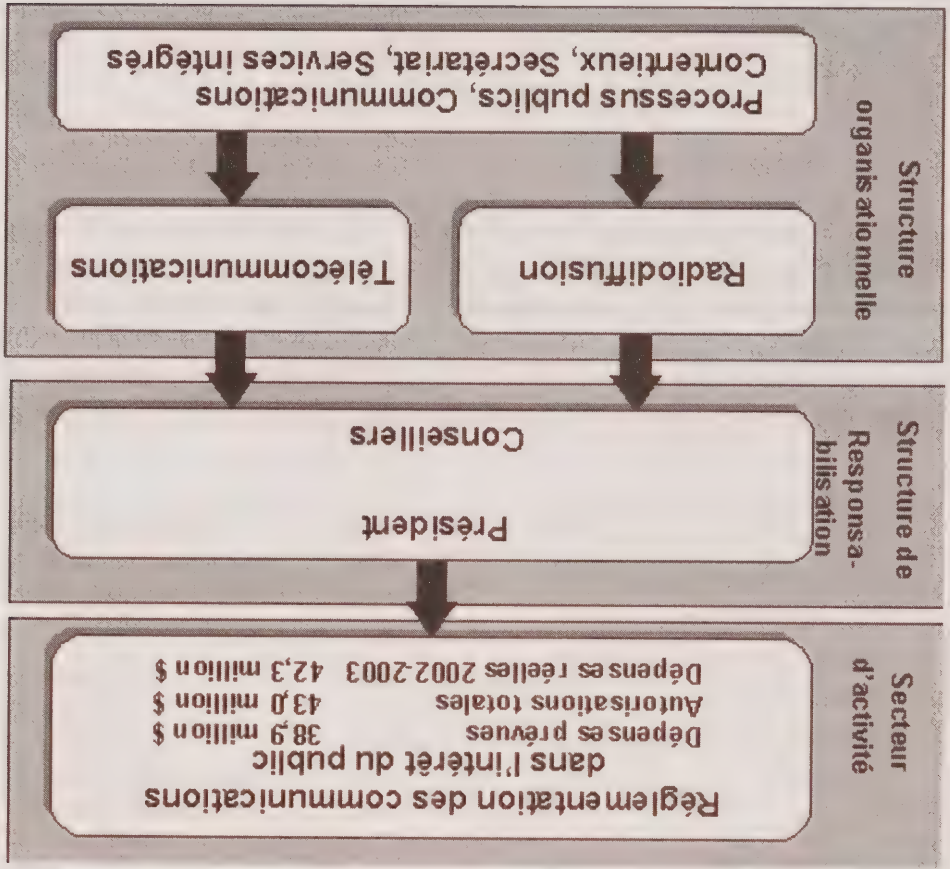 Secteur
d'activité
Réglementation des communications
dans l'intérêt du public
Dépenses prévues 38,9 million $
Autorisations totales 43,0 million $
Dépenses réelles 2002-2003 42,3 million $
Structure de
Responsa-
bilisation
Président
Conseillers
Structure
organisationnelle
Radiodiffusion
Télécommunications
Processus publics, Communications
Contentieux, Secrétariat, Services intégrés